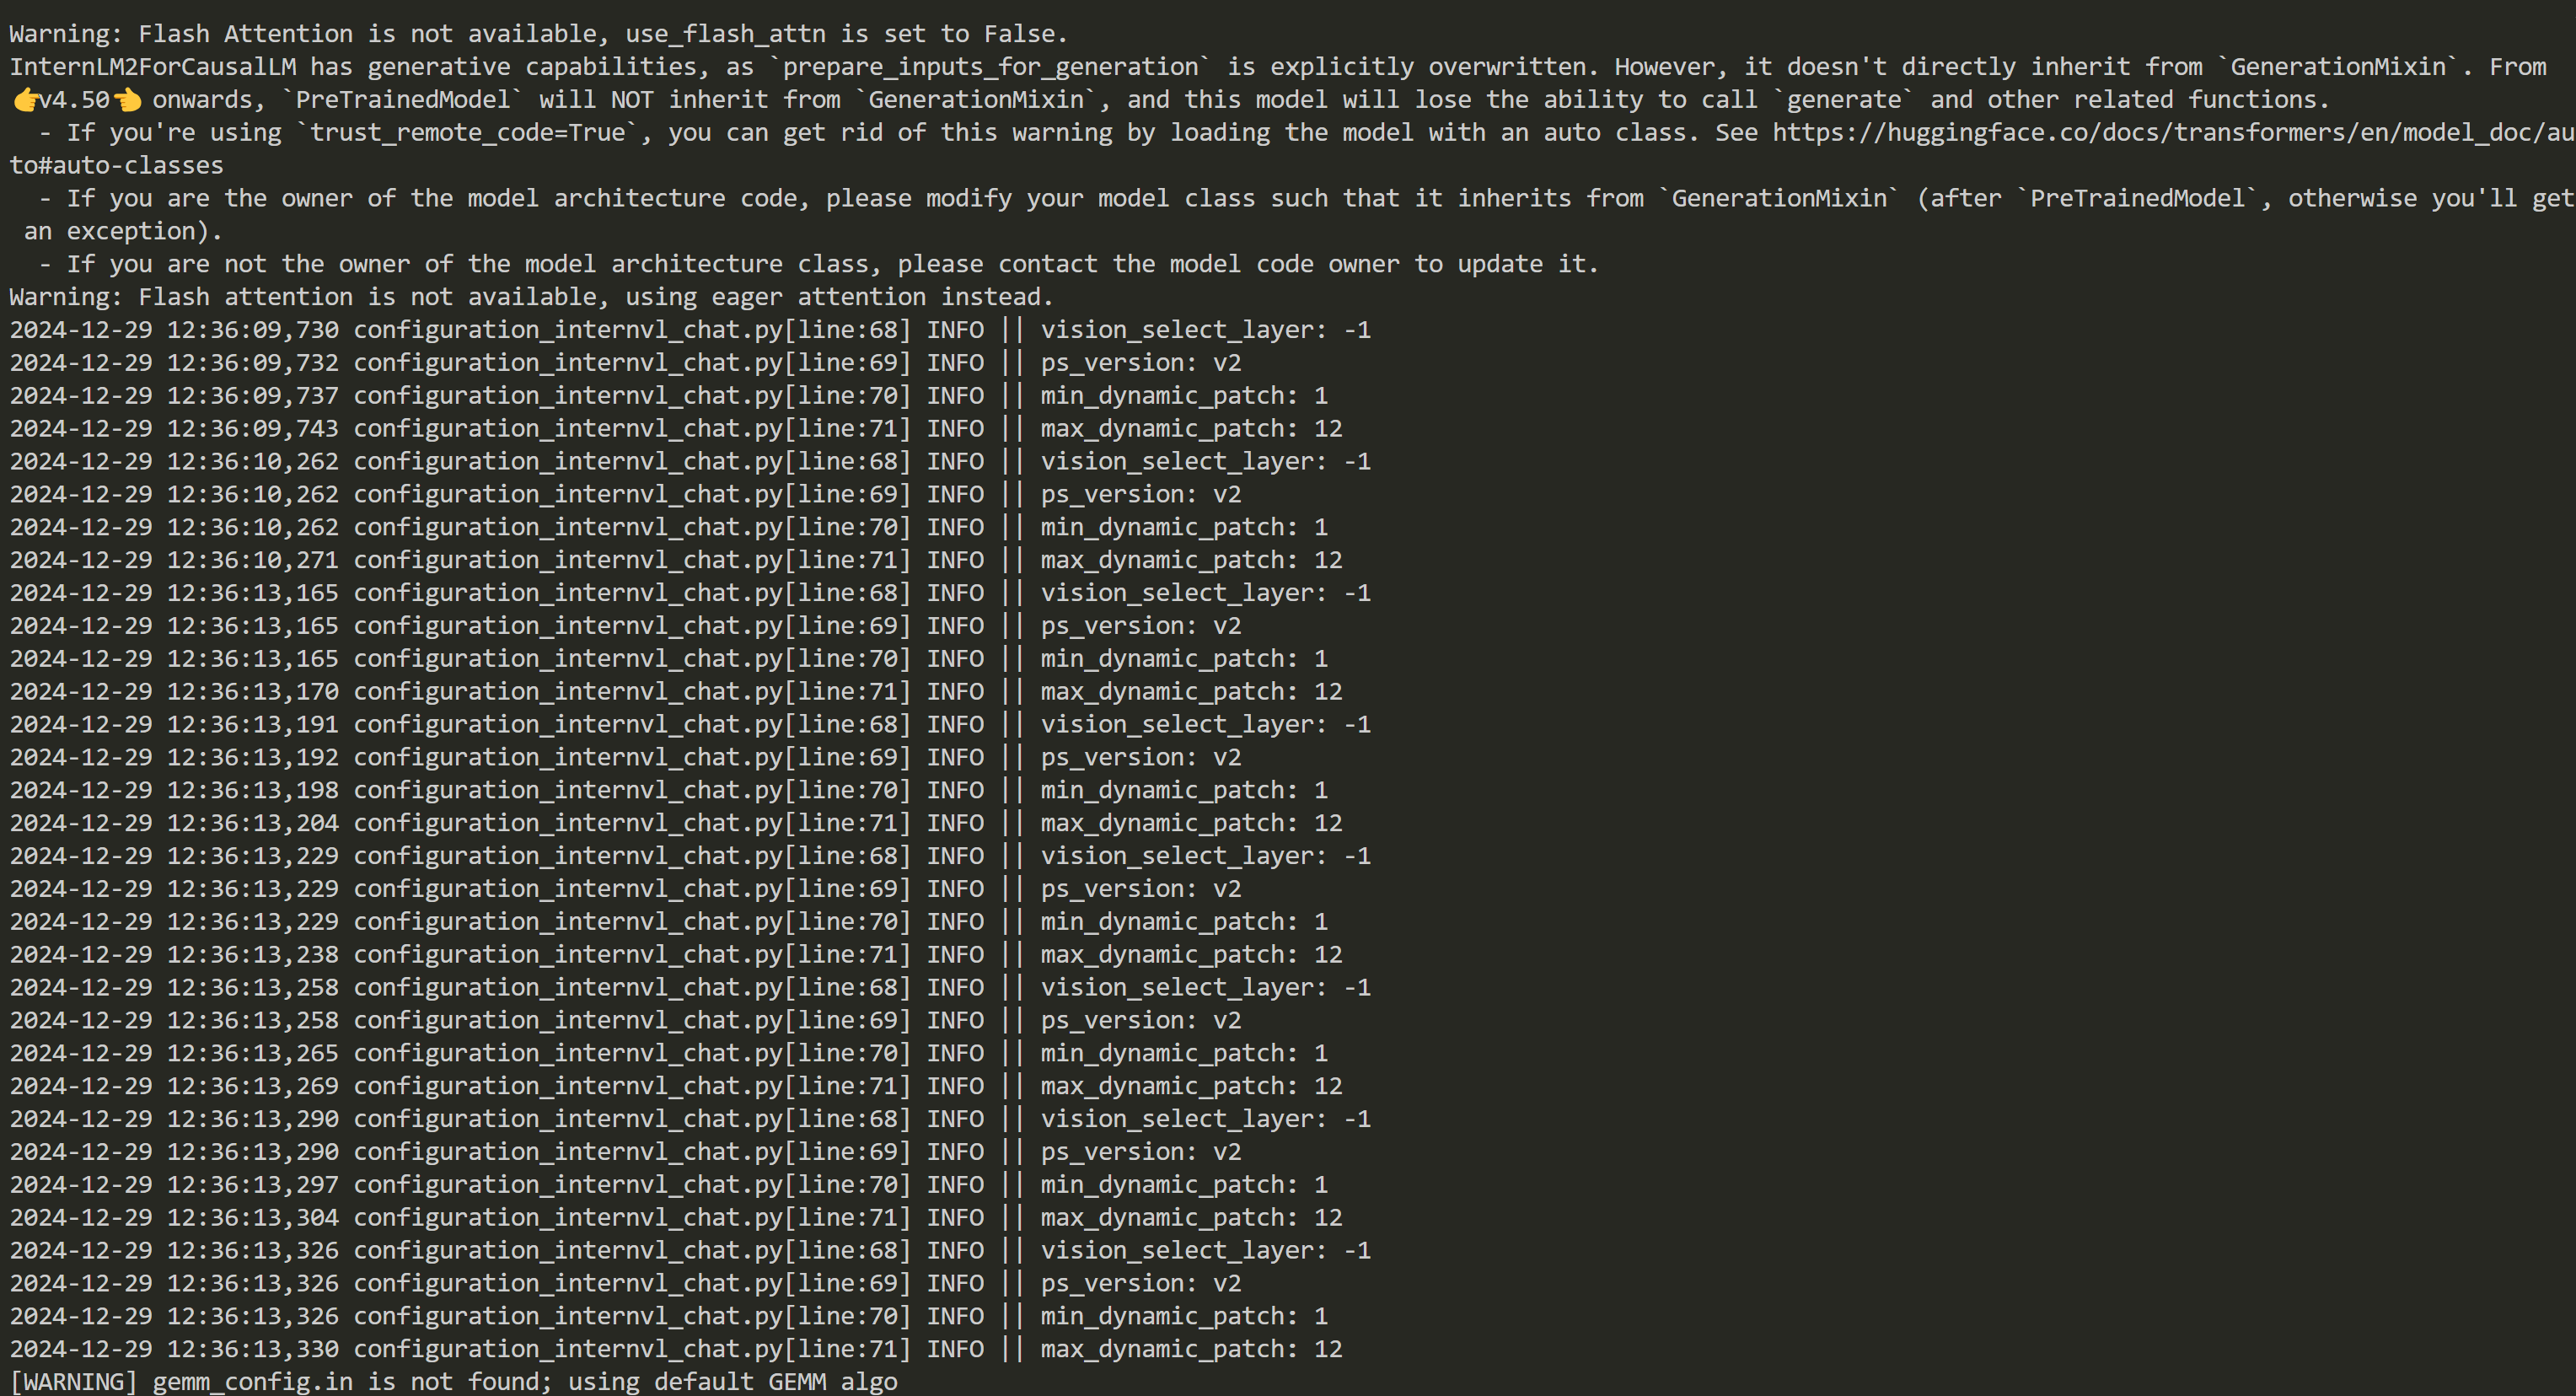 Warning: Flash Attention is not available, use_flash_attn is set to False.
InternLM2ForCausalLM has generative capabilities, as `prepare_inputs_for_generation` is explicitly overwritten. However, it doesn't directly inherit from `GenerationMixin`. From
👉v4.50👈 onwards, `PreTrainedModel` will NOT inherit from `GenerationMixin`, and this model will lose the ability to call `generate` and other related functions.
  - If you're using `trust_remote_code=True`, you can get rid of this warning by loading the model with an auto class. See https://huggingface.co/docs/transformers/en/model_doc/au
to#auto-classes
  - If you are the owner of the model architecture code, please modify your model class such that it inherits from `GenerationMixin` (after `PreTrainedModel`, otherwise you'll get
 an exception).
  - If you are not the owner of the model architecture class, please contact the model code owner to update it.
Warning: Flash attention is not available, using eager attention instead.
2024-12-29 12:36:09,730 configuration_internvl_chat.py[line:68] INFO || vision_select_layer: -1
2024-12-29 12:36:09,732 configuration_internvl_chat.py[line:69] INFO || ps_version: v2
2024-12-29 12:36:09,737 configuration_internvl_chat.py[line:70] INFO || min_dynamic_patch: 1
2024-12-29 12:36:09,743 configuration_internvl_chat.py[line:71] INFO || max_dynamic_patch: 12
2024-12-29 12:36:10,262 configuration_internvl_chat.py[line:68] INFO || vision_select_layer: -1
2024-12-29 12:36:10,262 configuration_internvl_chat.py[line:69] INFO || ps_version: v2
2024-12-29 12:36:10,262 configuration_internvl_chat.py[line:70] INFO || min_dynamic_patch: 1
2024-12-29 12:36:10,271 configuration_internvl_chat.py[line:71] INFO || max_dynamic_patch: 12
2024-12-29 12:36:13,165 configuration_internvl_chat.py[line:68] INFO || vision_select_layer: -1
2024-12-29 12:36:13,165 configuration_internvl_chat.py[line:69] INFO || ps_version: v2
2024-12-29 12:36:13,165 configuration_internvl_chat.py[line:70] INFO || min_dynamic_patch: 1
2024-12-29 12:36:13,170 configuration_internvl_chat.py[line:71] INFO || max_dynamic_patch: 12
2024-12-29 12:36:13,191 configuration_internvl_chat.py[line:68] INFO || vision_select_layer: -1
2024-12-29 12:36:13,192 configuration_internvl_chat.py[line:69] INFO || ps_version: v2
2024-12-29 12:36:13,198 configuration_internvl_chat.py[line:70] INFO || min_dynamic_patch: 1
2024-12-29 12:36:13,204 configuration_internvl_chat.py[line:71] INFO || max_dynamic_patch: 12
2024-12-29 12:36:13,229 configuration_internvl_chat.py[line:68] INFO || vision_select_layer: -1
2024-12-29 12:36:13,229 configuration_internvl_chat.py[line:69] INFO || ps_version: v2
2024-12-29 12:36:13,229 configuration_internvl_chat.py[line:70] INFO || min_dynamic_patch: 1
2024-12-29 12:36:13,238 configuration_internvl_chat.py[line:71] INFO || max_dynamic_patch: 12
2024-12-29 12:36:13,258 configuration_internvl_chat.py[line:68] INFO || vision_select_layer: -1
2024-12-29 12:36:13,258 configuration_internvl_chat.py[line:69] INFO || ps_version: v2
2024-12-29 12:36:13,265 configuration_internvl_chat.py[line:70] INFO || min_dynamic_patch: 1
2024-12-29 12:36:13,269 configuration_internvl_chat.py[line:71] INFO || max_dynamic_patch: 12
2024-12-29 12:36:13,290 configuration_internvl_chat.py[line:68] INFO || vision_select_layer: -1
2024-12-29 12:36:13,290 configuration_internvl_chat.py[line:69] INFO || ps_version: v2
2024-12-29 12:36:13,297 configuration_internvl_chat.py[line:70] INFO || min_dynamic_patch: 1
2024-12-29 12:36:13,304 configuration_internvl_chat.py[line:71] INFO || max_dynamic_patch: 12
2024-12-29 12:36:13,326 configuration_internvl_chat.py[line:68] INFO || vision_select_layer: -1
2024-12-29 12:36:13,326 configuration_internvl_chat.py[line:69] INFO || ps_version: v2
2024-12-29 12:36:13,326 configuration_internvl_chat.py[line:70] INFO || min_dynamic_patch: 1
2024-12-29 12:36:13,330 configuration_internvl_chat.py[line:71] INFO || max_dynamic_patch: 12
[WARNING] gemm_config.in is not found; using default GEMM algo